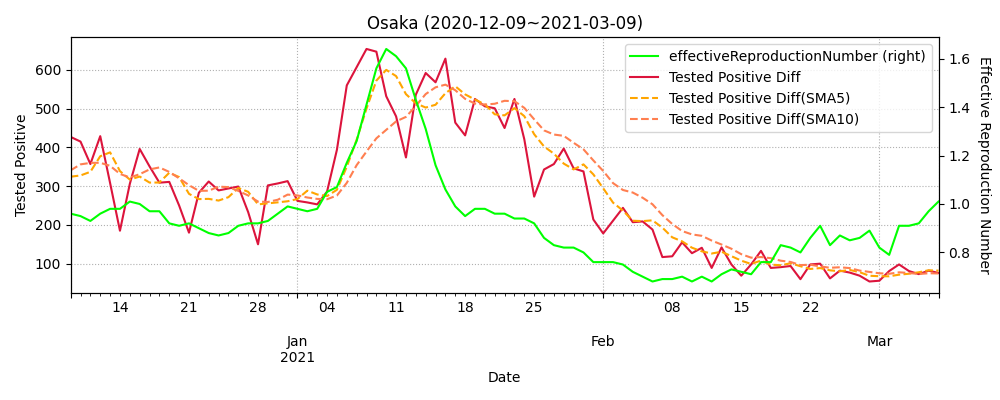 Osaka (2020-12-09~2021-03-09)
effectiveReproductionNumber (right)
Tested Positive Diff
Tested Positive Diff(SMA5)
Tested Positive Diff(SMA10)
Tested Positive
600
500
400
300
200
100
1.6
1.4
1.2
1.0
0.8
Effective Reproduction Number
14 21 28 04 11 18 25 08 15 22
Jan Feb Mar
2021
Date